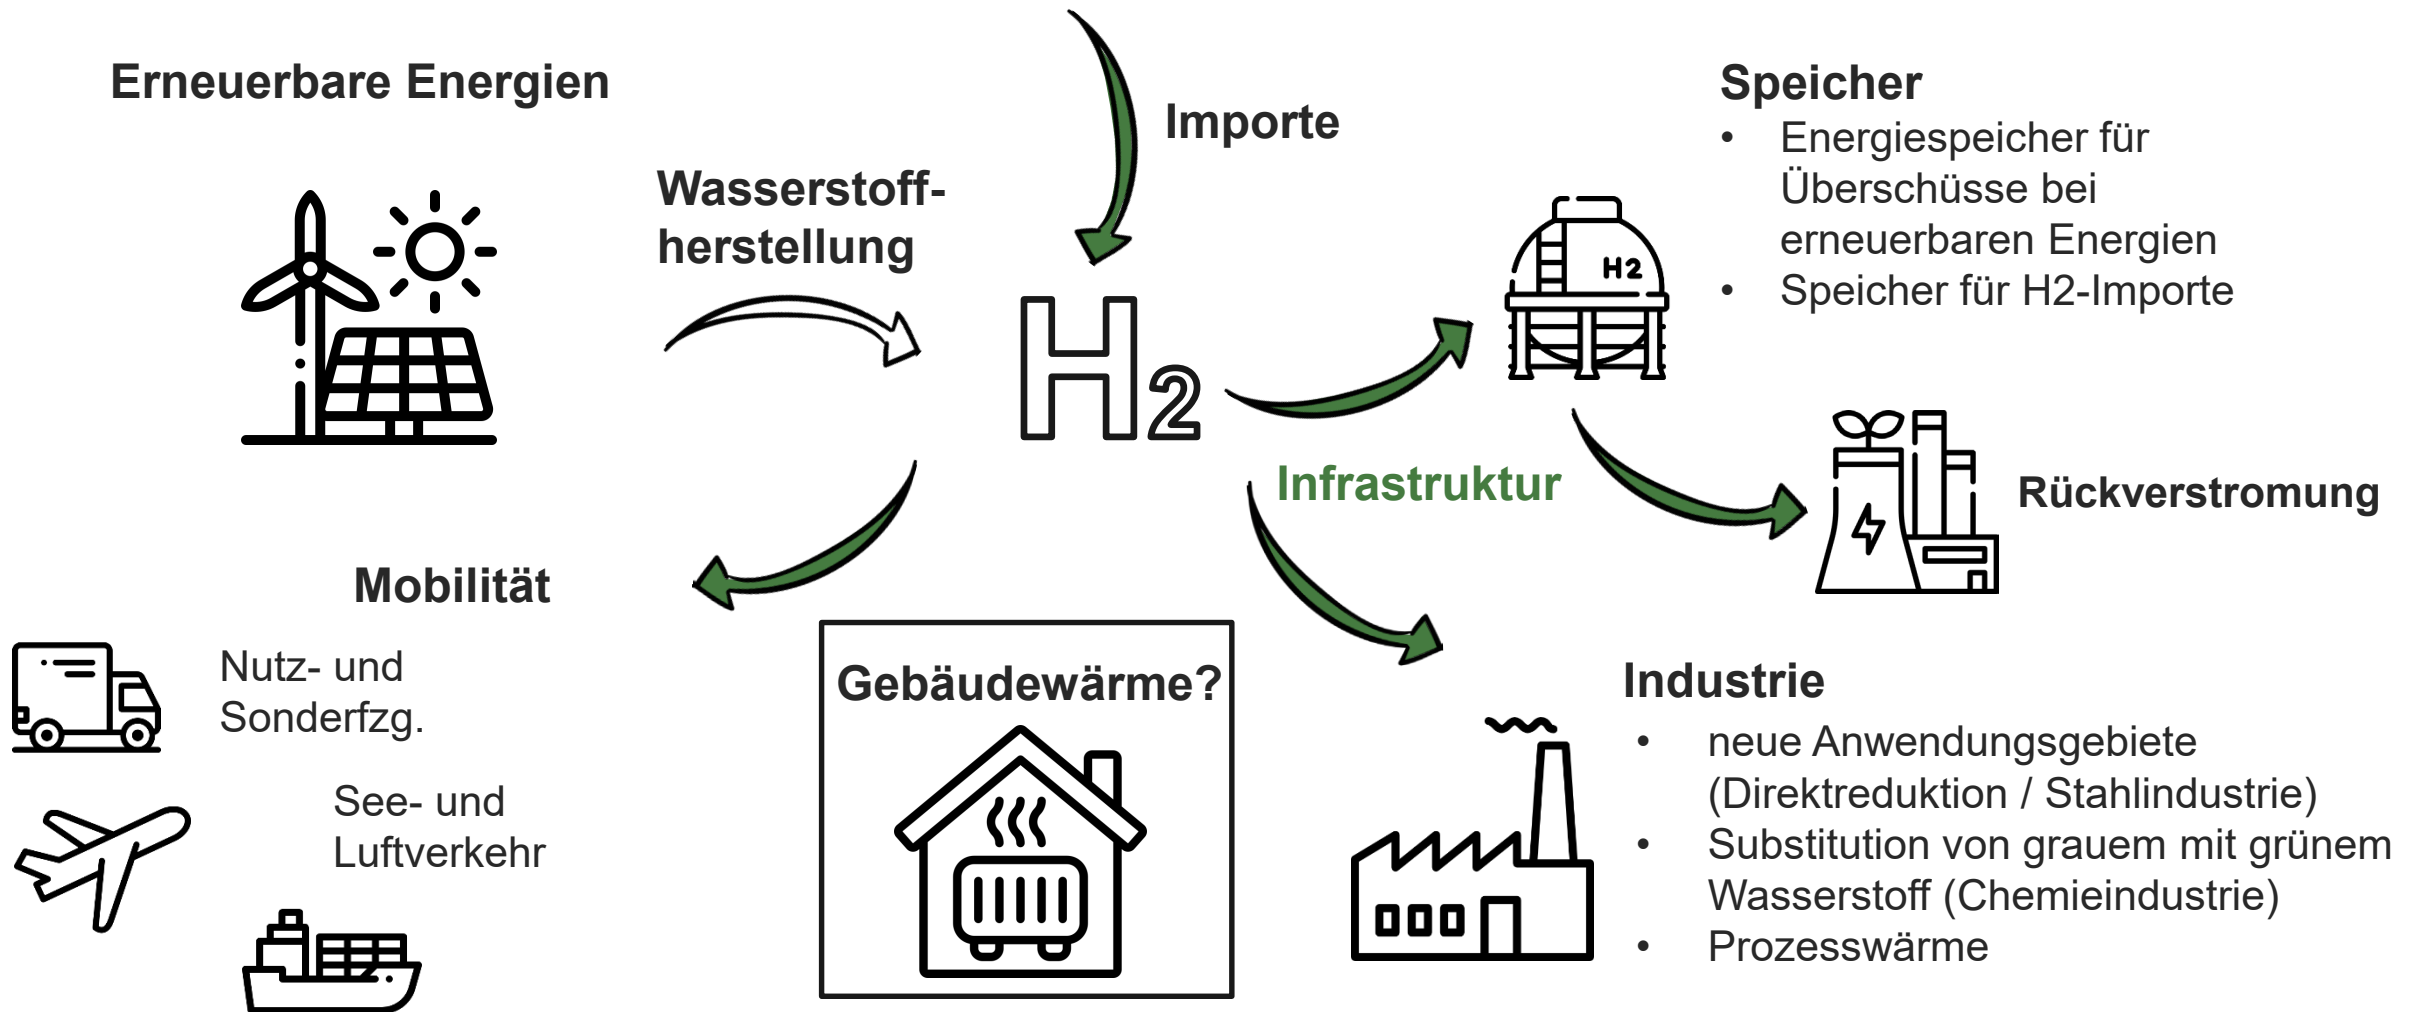 Erneuerbare Energien
Wasserstoff-
herstellung
Importe
H2
Speicher
• Energiespeicher für
Überschüsse bei
erneuerbaren Energien
• Speicher für H2-Importe
H2
Infrastruktur
Rückverstromung
Mobilität
Nutz- und
Sonderfzg.
See- und
Luftverkehr
Gebäudewärme?
Industrie
• neue Anwendungsgebiete
(Direktreduktion / Stahlindustrie)
• Substitution von grauem mit grünem
Wasserstoff (Chemieindustrie)
• Prozesswärme